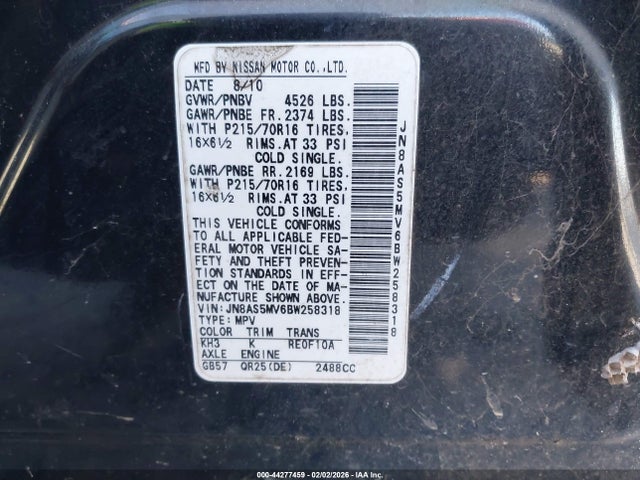 MFD BY NISSAN MOTOR CO.,LTD.
DATE 8/10
GVWR/PNBV 4526 LBS.
GAWR/PNBE FR. 2374 LBS.
WITH P215/70R16 TIRES,
16X6½ RIMS.AT 33 PSI
COLD SINGLE.
GAWR/PNBE RR. 2169 LBS.
WITH P215/70R16 TIRES,
16X6½ RIMS.AT 33 PSI
COLD SINGLE.
THIS VEHICLE CONFORMS
TO ALL APPLICABLE FED-
ERAL MOTOR VEHICLE SA-
FETY AND THEFT PREVEN-
TION STANDARDS IN EFF-
ECT ON THE DATE OF MA-
NUFACTURE SHOWN ABOVE.
VIN: JN8AS5MV6BW258318
TYPE: MPV
COLOR TRIM TRANS
KH3 K RE0F10A
AXLE ENGINE
GB57 QR25(DE) 2488CC
JN8AS5MV6BW258318
000-44277459 - 02/02/2026 - IAA Inc.